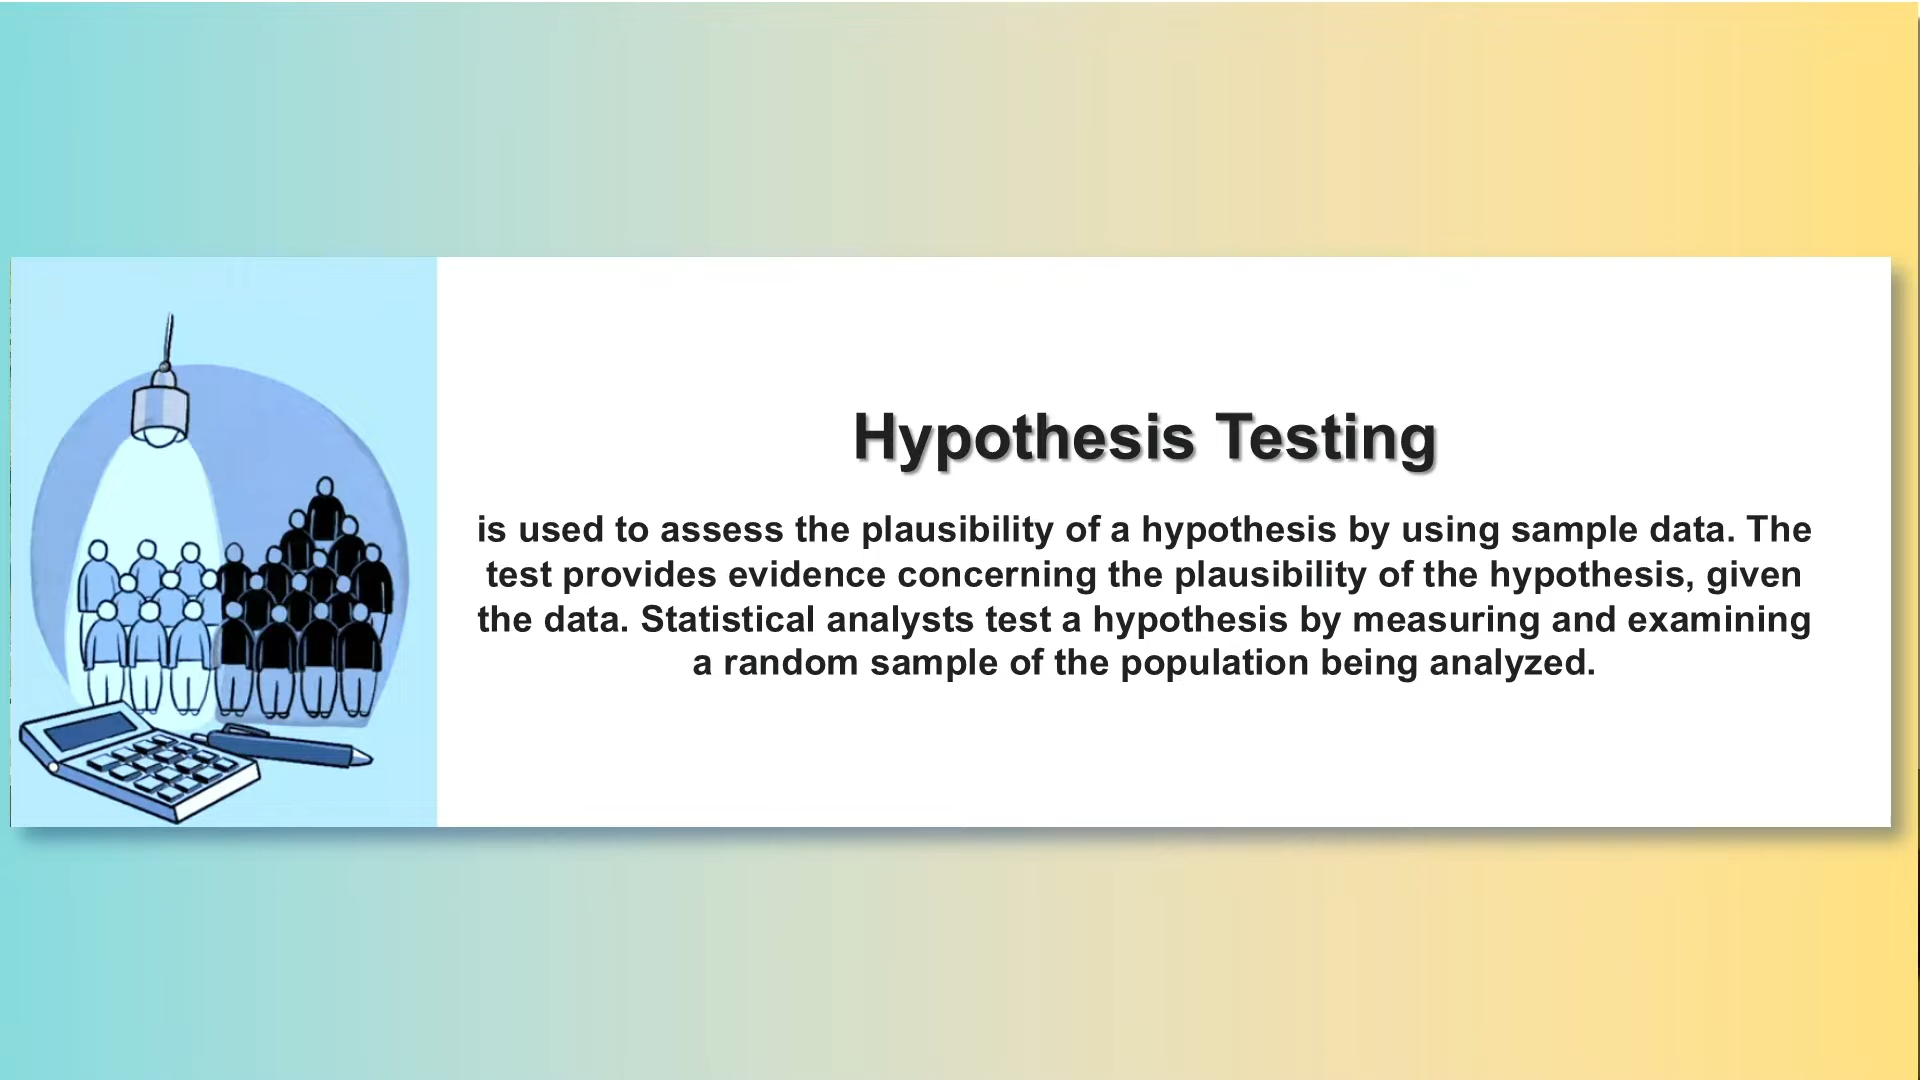 Hypothesis Testing
is used to assess the plausibility of a hypothesis by using sample data. The
test provides evidence concerning the plausibility of the hypothesis, given
the data. Statistical analysts test a hypothesis by measuring and examining
a random sample of the population being analyzed.